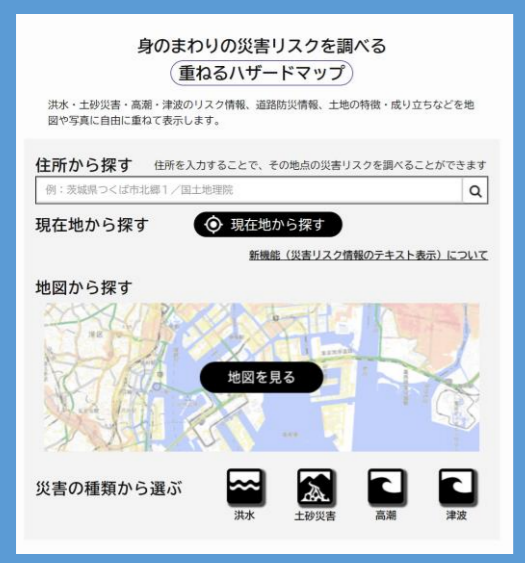 身のまわりの災害リスクを調べる
重ねるハザードマップ
洪水・土砂災害・高潮・津波のリスク情報、道路防災情報、土地の特徴・成り立ちなどを地
図や写真に自由に重ねて表示します。
住所から探す 住所を入力することで、その地点の災害リスクを調べることができます
例：茨城県つくば市北郷１／国土地理院
現在地から探す 現在地から探す
新機能（災害リスク情報のテキスト表示）について
地図から探す
地図を見る
災害の種類から選ぶ
洪水 土砂災害 高潮 津波